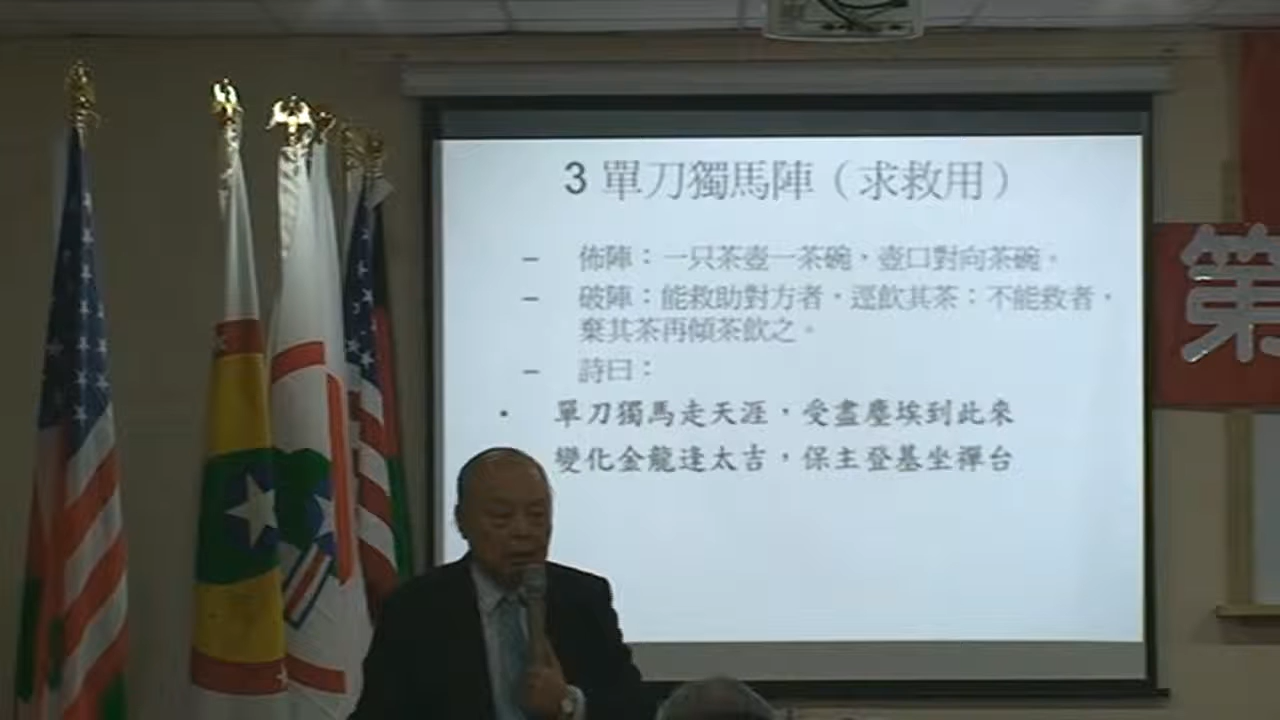 3 單刀獨馬陣（求救用）
– 佈陣：一只茶壺一茶碗，壺口對向茶碗。
– 破陣：能救助對方者，逕飲其茶；不能救者，
棄其茶再傾茶飲之。
– 詩曰：
• 單刀獨馬走天涯，受盡塵埃到此來
變化金龍逢太吉，保主登基坐禪台
第